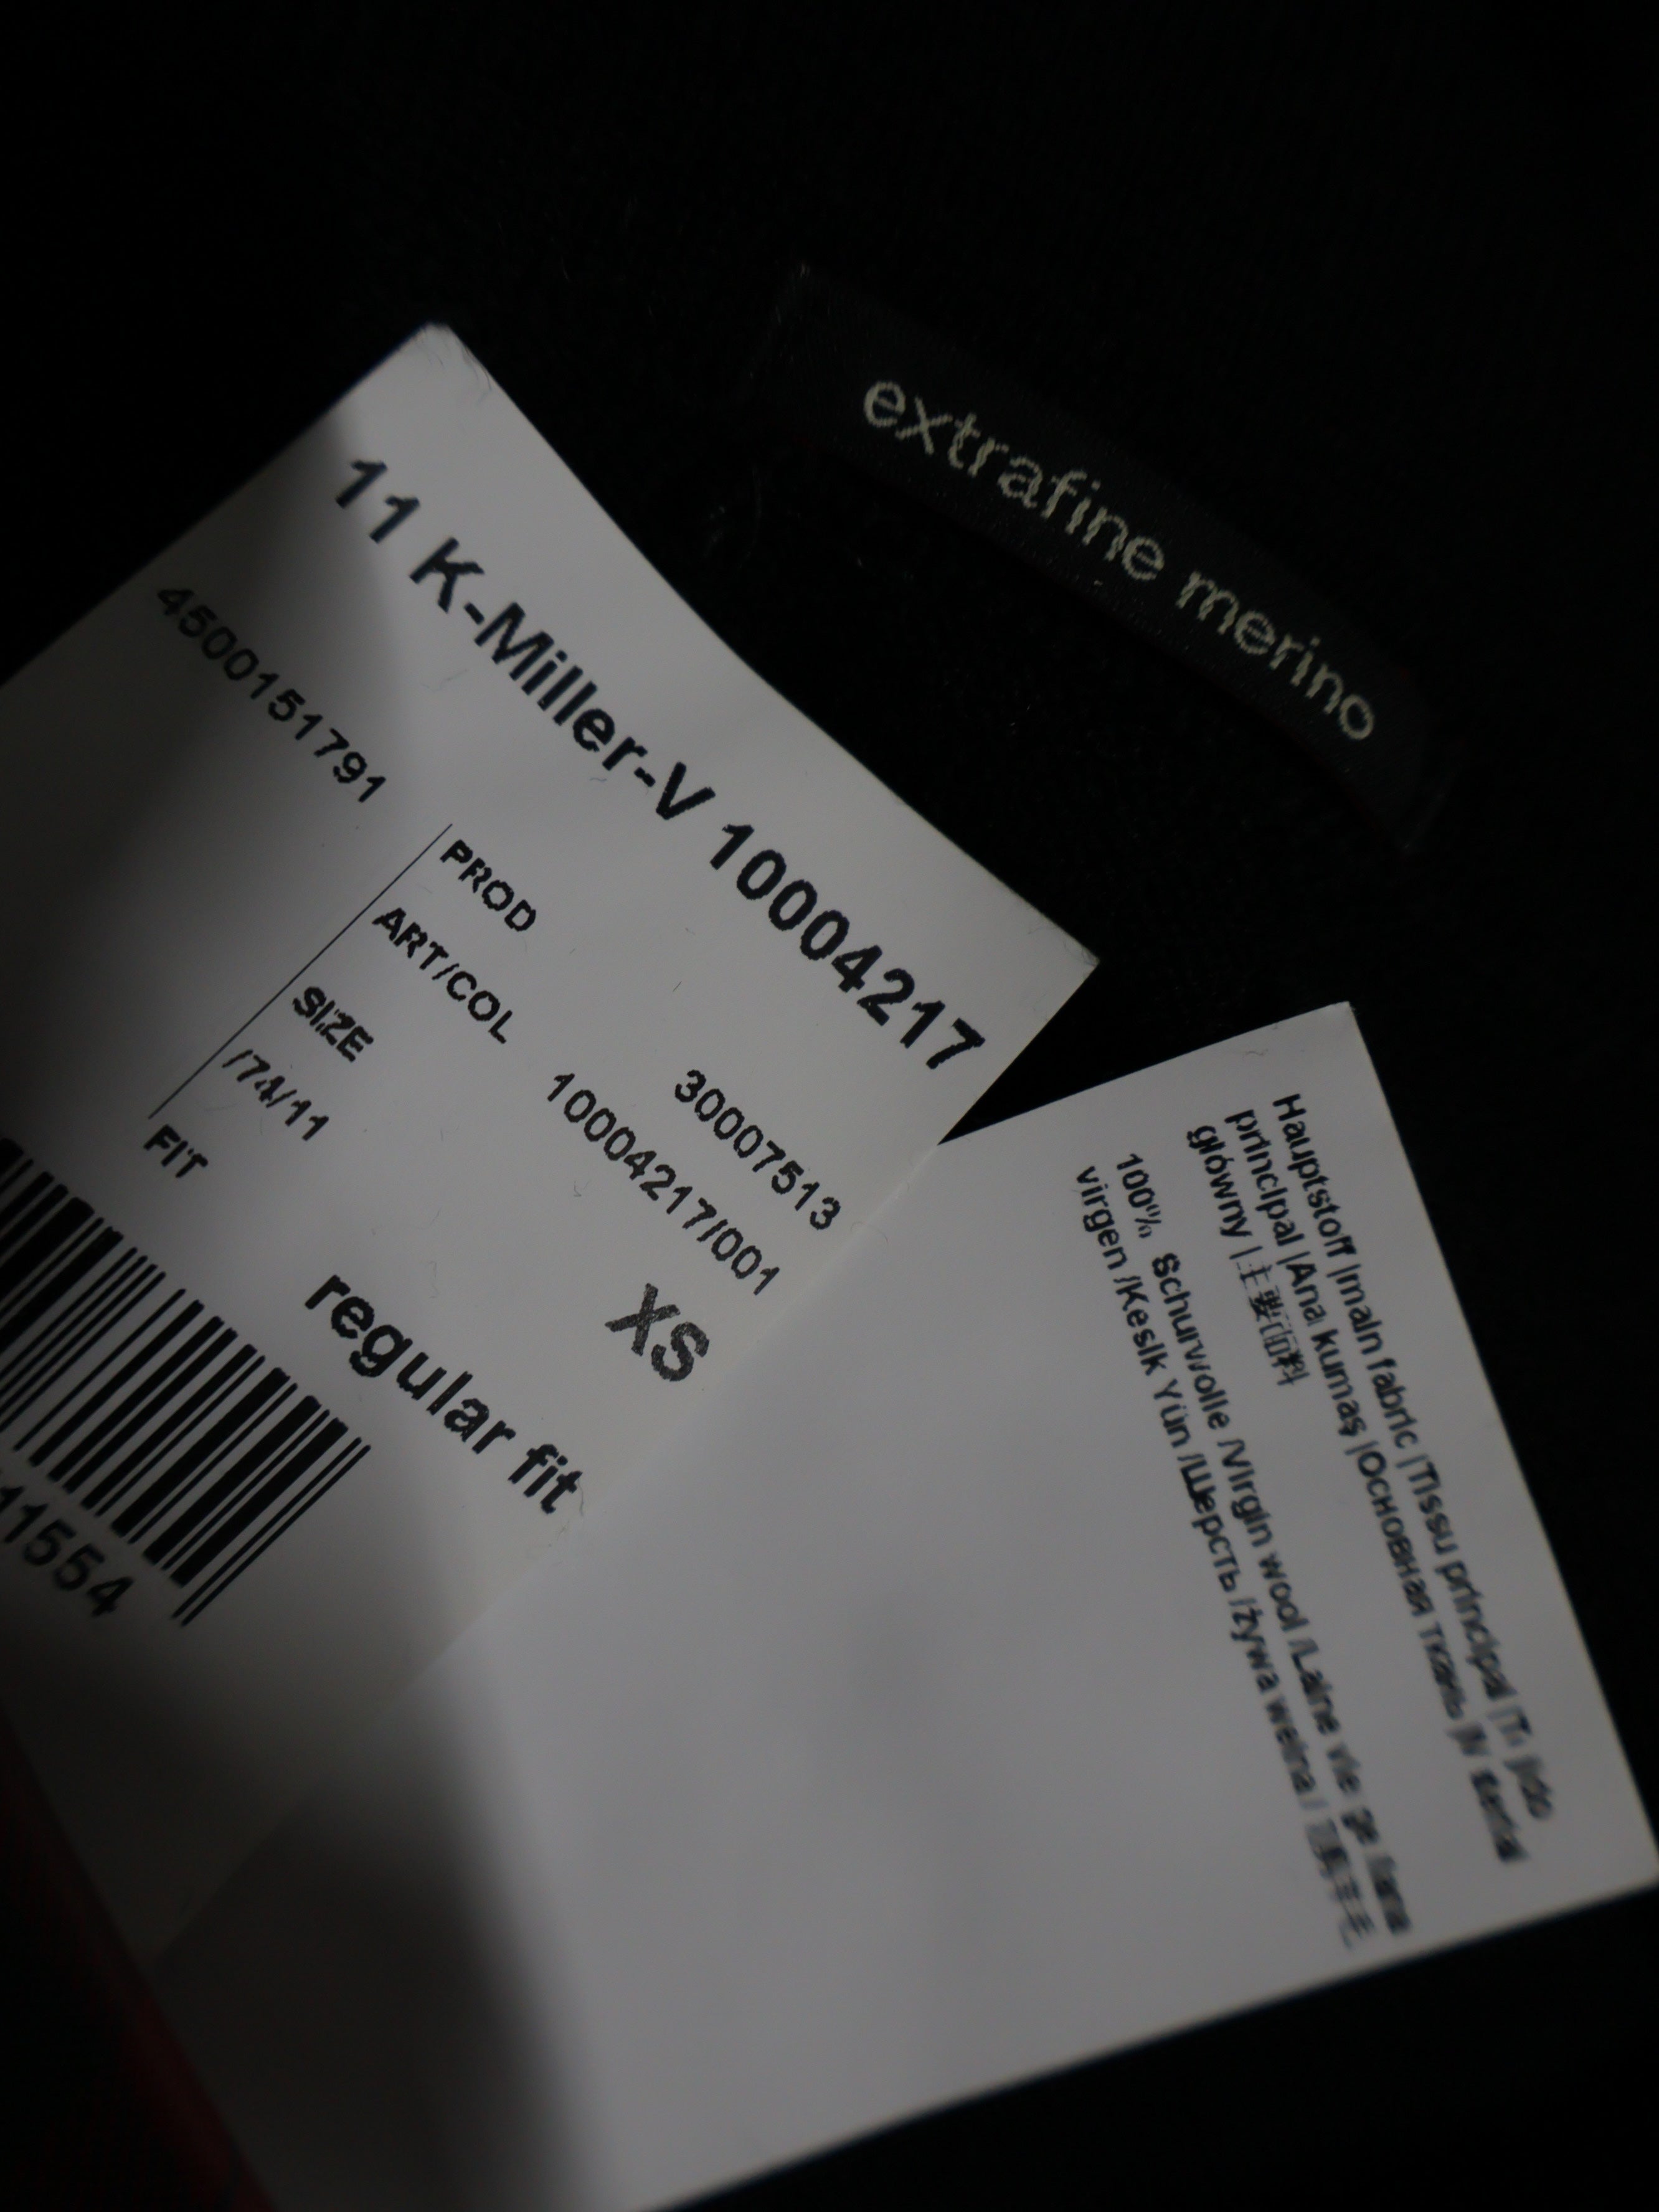 extrafine merino
11 K-Miller-V 10004217
4500151791
PROD 30007513
ART/COL 10004217/001
SIZE XS
/74/11
FIT regular fit
11554
Hauptstoff |main fabric |Tissu principal
principal |Ana kumaş |Основная ткань
główny |主要面料
100% Schurwolle /Virgin wool /Laine
virgen /Kesik Yün /Шерсть /żywa wełna /